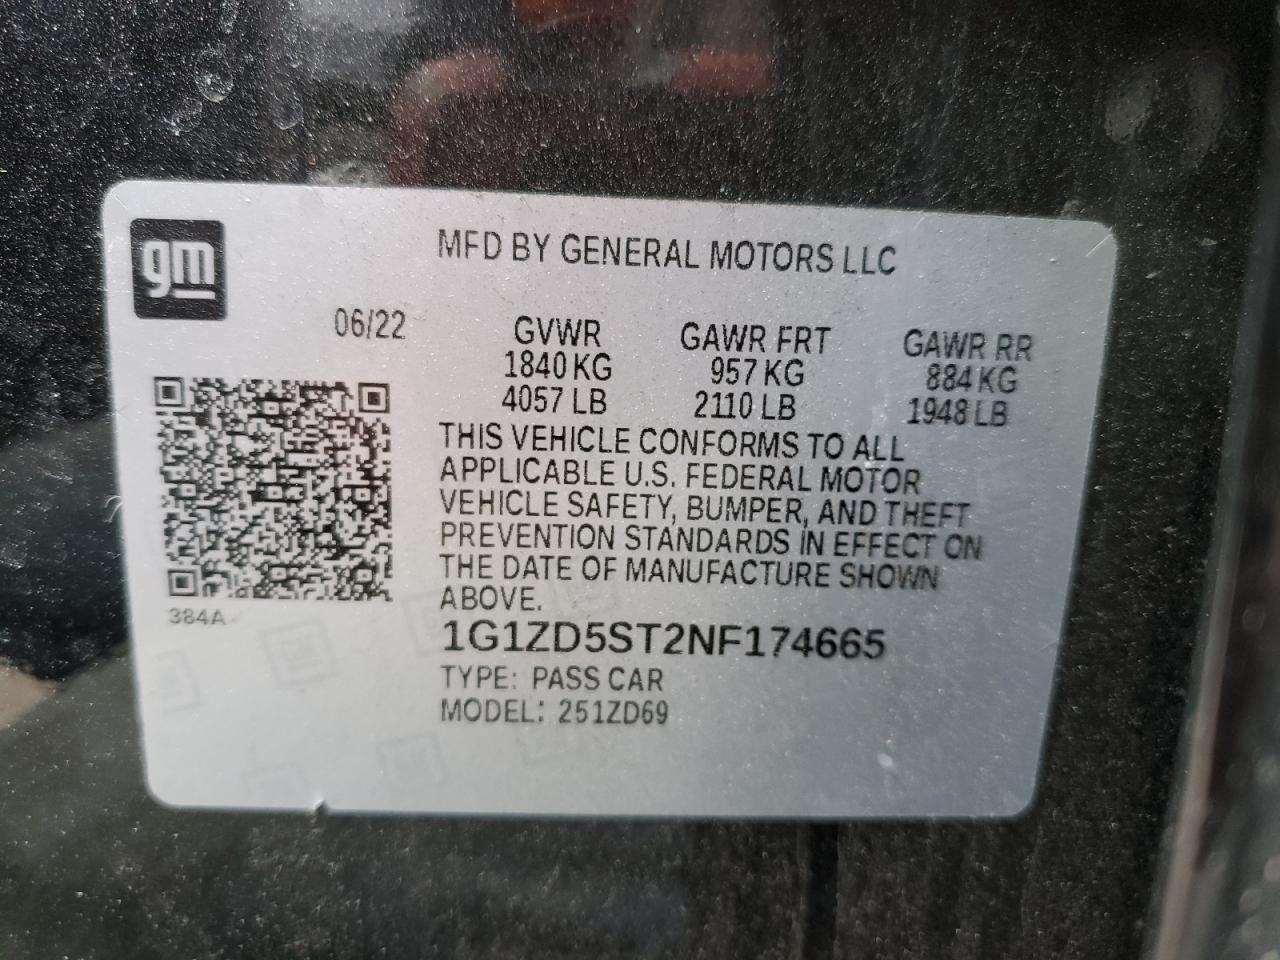 gm
MFD BY GENERAL MOTORS LLC
06/22
GVWR GAWR FRT GAWR RR
1840 KG 957 KG 884 KG
4057 LB 2110 LB 1948 LB
THIS VEHICLE CONFORMS TO ALL
APPLICABLE U.S. FEDERAL MOTOR
VEHICLE SAFETY, BUMPER, AND THEFT
PREVENTION STANDARDS IN EFFECT ON
THE DATE OF MANUFACTURE SHOWN
ABOVE.
384A
1G1ZD5ST2NF174665
TYPE: PASS CAR
MODEL: 251ZD69